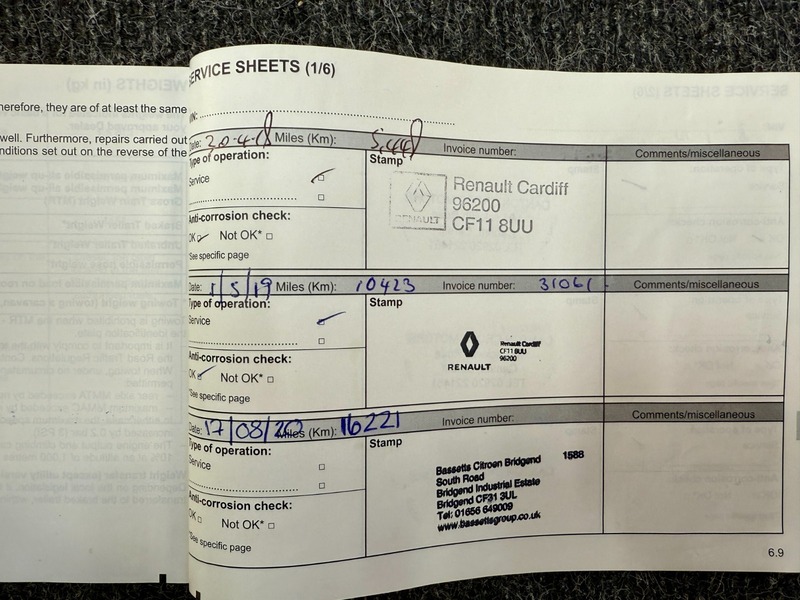 herefore, they are of at least the same
well. Furthermore, repairs carried out
nditions set out on the reverse of the
ERVICE SHEETS (1/6)
VIN:
Date: 20-4-18 Miles (Km): 5,448 Invoice number: Comments/miscellaneous
Type of operation: Stamp
Service
Anti-corrosion check:
OK Not OK*
*See specific page
RENAULT
Renault Cardiff
96200
CF11 8UU
Date: 1/5/19 Miles (Km): 10423 Invoice number: 31061 Comments/miscellaneous
Type of operation: Stamp
Service
Anti-corrosion check:
OK Not OK*
*See specific page
RENAULT
Renault Cardiff
CF11 8UU
96200
Date: 17/08/20 Miles (Km): 16221 Invoice number: Comments/miscellaneous
Type of operation: Stamp
Service
Anti-corrosion check:
OK Not OK*
*See specific page
Bassetts Citroen Bridgend 1588
South Road
Bridgend Industrial Estate
Bridgend CF31 3UL
Tel: 01656 649009
www.bassettsgroup.co.uk
6.9